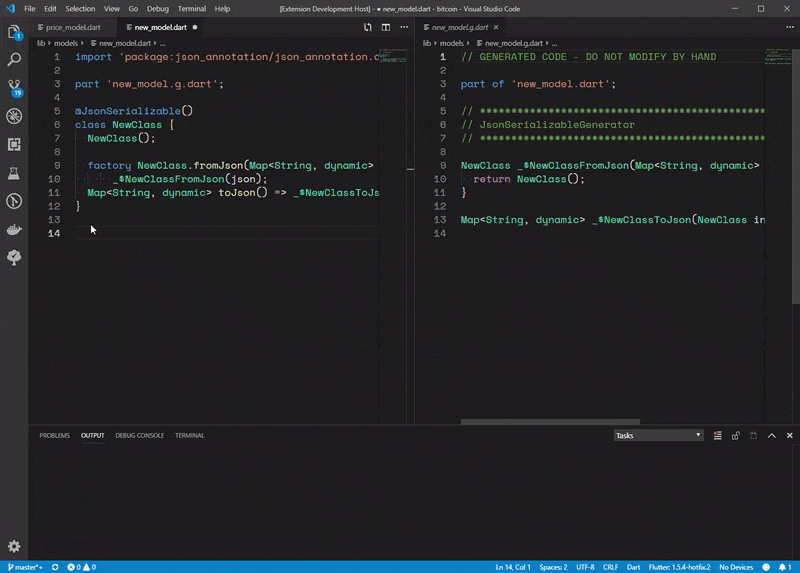 File Edit Selection View Go Debug Terminal Help
[Extension Development Host] - ● new_model.dart - bitcoin - Visual Studio Code
price_model.dart
new_model.dart ●
lib › models › new_model.dart › ...
1 import 'package:json_annotation/json_annotation.d
2
3 part 'new_model.g.dart';
4
5 @JsonSerializable()
6 class NewClass {
7 NewClass();
8
9 factory NewClass.fromJson(Map<String, dynamic>
10 _$NewClassFromJson(json);
11 Map<String, dynamic> toJson() => _$NewClassToJs
12 }
13
14
new_model.g.dart ×
lib › models › new_model.g.dart › ...
1 // GENERATED CODE - DO NOT MODIFY BY HAND
2
3 part of 'new_model.dart';
4
5 // *****************************************
6 // JsonSerializableGenerator
7 // *****************************************
8
9 NewClass _$NewClassFromJson(Map<String, dynamic>
10 return NewClass();
11 }
12
13 Map<String, dynamic> _$NewClassToJson(NewClass in
14
1
19
PROBLEMS OUTPUT DEBUG CONSOLE TERMINAL
Tasks
master*+ 0 0 Ln 14, Col 1 Spaces: 2 UTF-8 CRLF Dart Flutter: 1.5.4-hotfix.2 No Devices 1